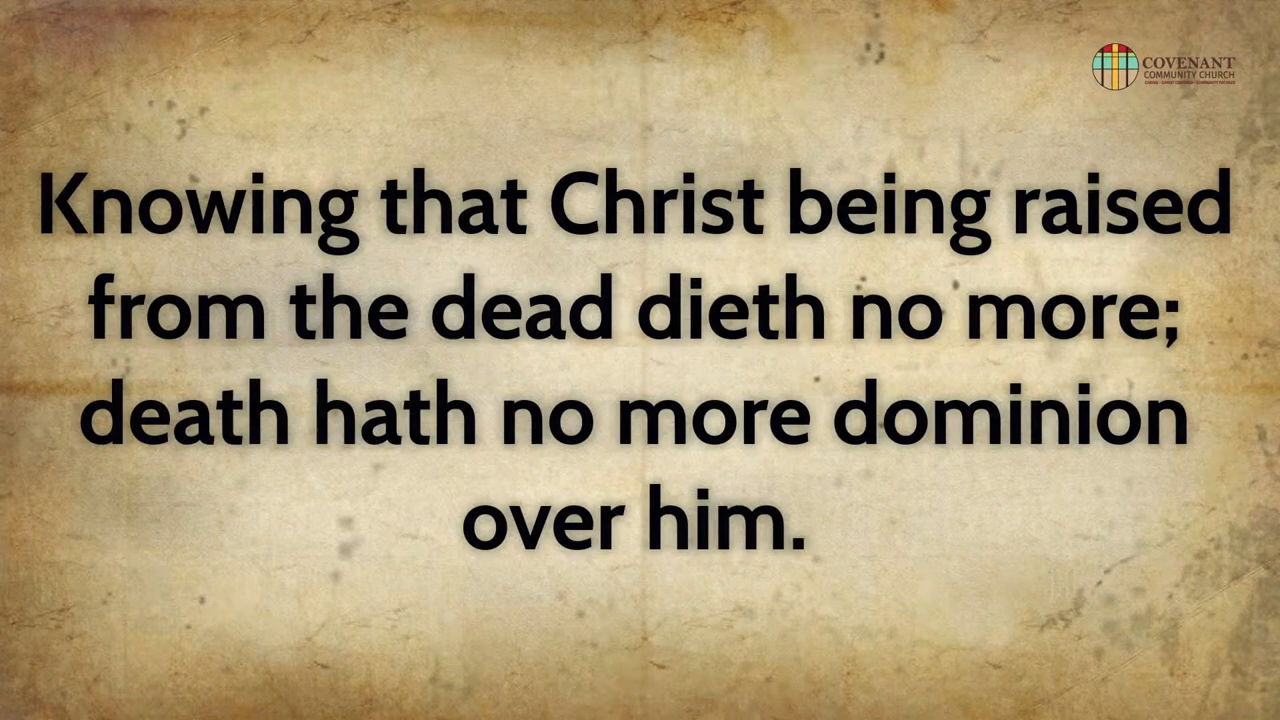 COVENANT
COMMUNITY CHURCH
Knowing that Christ being raised
from the dead dieth no more;
death hath no more dominion
over him.